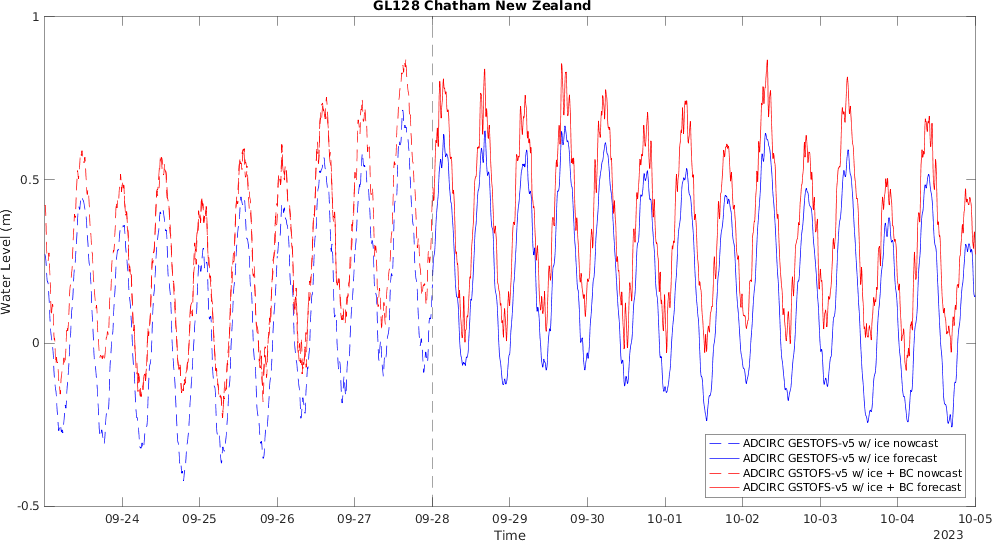 GL128 Chatham New Zealand
1
0.5
0
-0.5
Water Level (m)
09-24 09-25 09-26 09-27 09-28 09-29 09-30 10-01 10-02 10-03 10-04 10-05
Time
2023
ADCIRC GESTOFS-v5 w/ ice nowcast
ADCIRC GESTOFS-v5 w/ ice forecast
ADCIRC GSTOFS-v5 w/ ice + BC nowcast
ADCIRC GSTOFS-v5 w/ ice + BC forecast